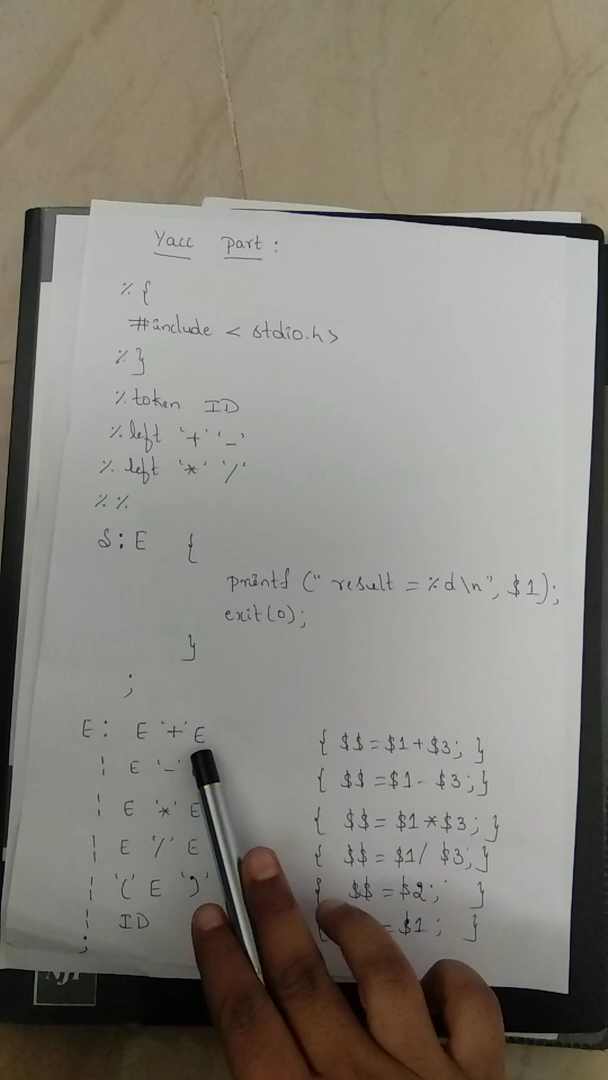 Yacc part :
%{
#include < stdio.h>
%}
%token ID
%left '+' '-'
%left '*' '/'
%%
S : E {
printf (" result = %d\n", $1);
exit(0);
}
;
E : E '+' E { $$ = $1 + $3; }
| E '-' { $$ = $1 - $3; }
| E '*' E { $$ = $1 * $3; }
| E '/' E { $$ = $1 / $3; }
| '(' E ')' { $$ = $2; }
| ID { = $1 ; }
;